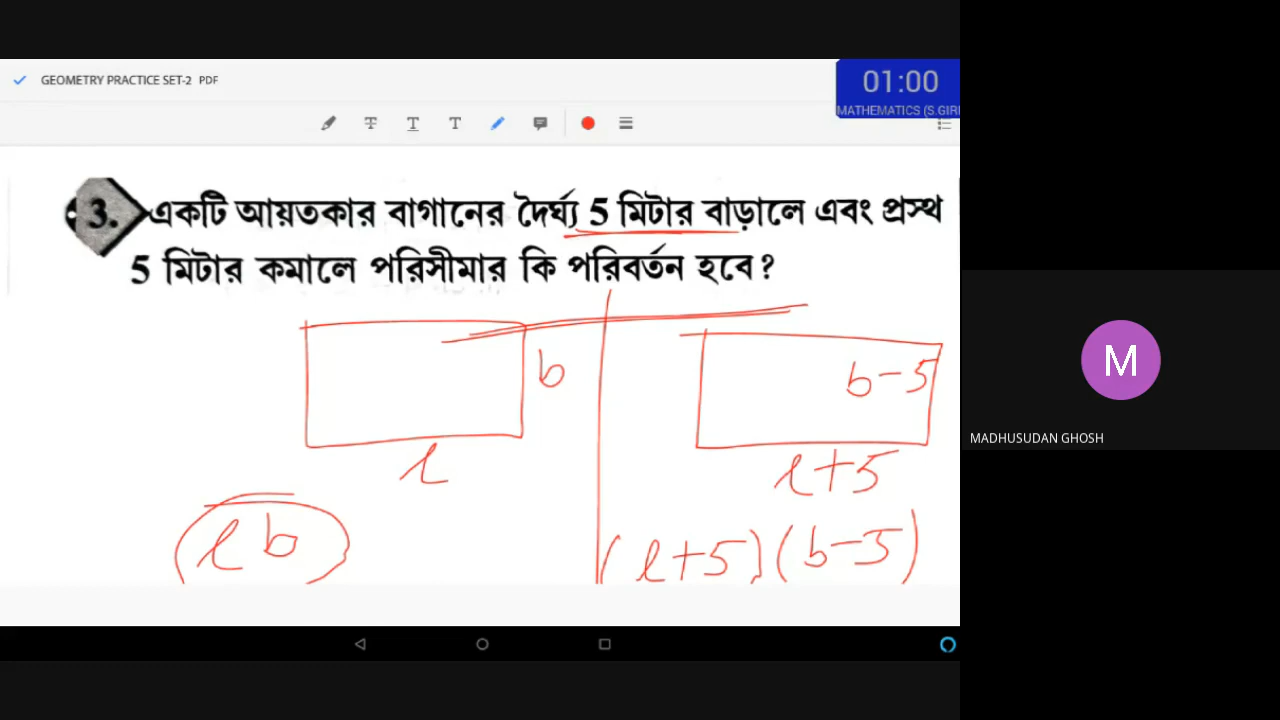 GEOMETRY PRACTICE SET-2 PDF
01:00
MATHEMATICS (S.GIRI
T T T
3. একটি আয়তকার বাগানের দৈর্ঘ্য 5 মিটার বাড়ালে এবং প্রস্থ
5 মিটার কমালে পরিসীমার কি পরিবর্তন হবে?
b
b-5
l
l+5
l b
(l+5)(b-5)
M
MADHUSUDAN GHOSH